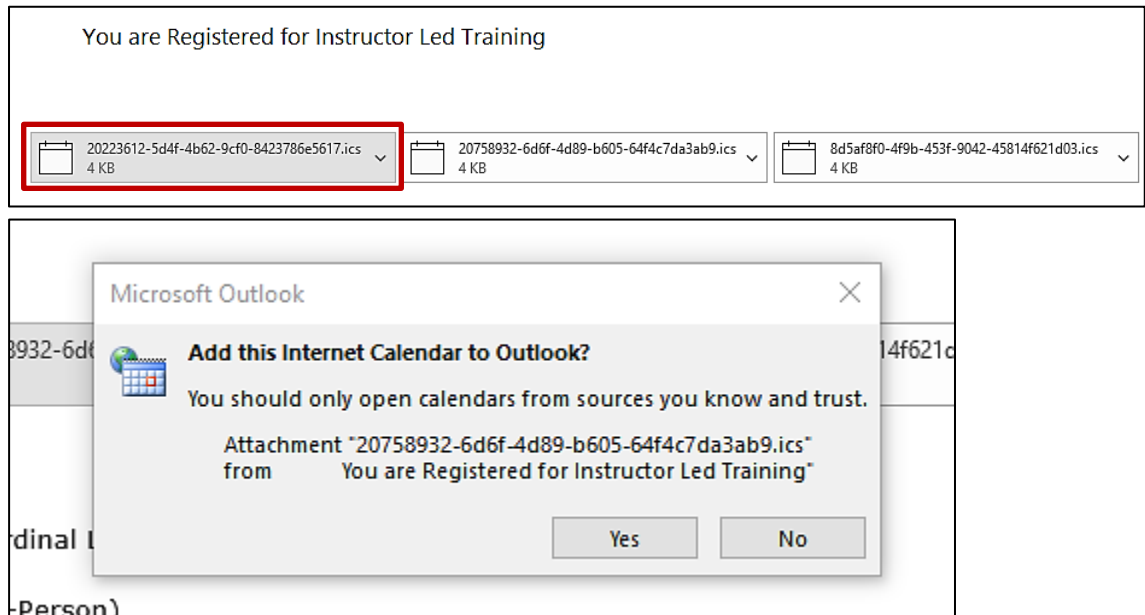 You are Registered for Instructor Led Training
20223612-5d4f-4b62-9cf0-8423786e5617.ics
4 KB
20758932-6d6f-4d89-b605-64f4c7da3ab9.ics
4 KB
8d5af8f0-4f9b-453f-9042-45814f621d03.ics
4 KB
Microsoft Outlook
8932-6d6
14f621d
Add this Internet Calendar to Outlook?
You should only open calendars from sources you know and trust.
Attachment "20758932-6d6f-4d89-b605-64f4c7da3ab9.ics"
from You are Registered for Instructor Led Training"
Yes
No
rdinal L
-Person)